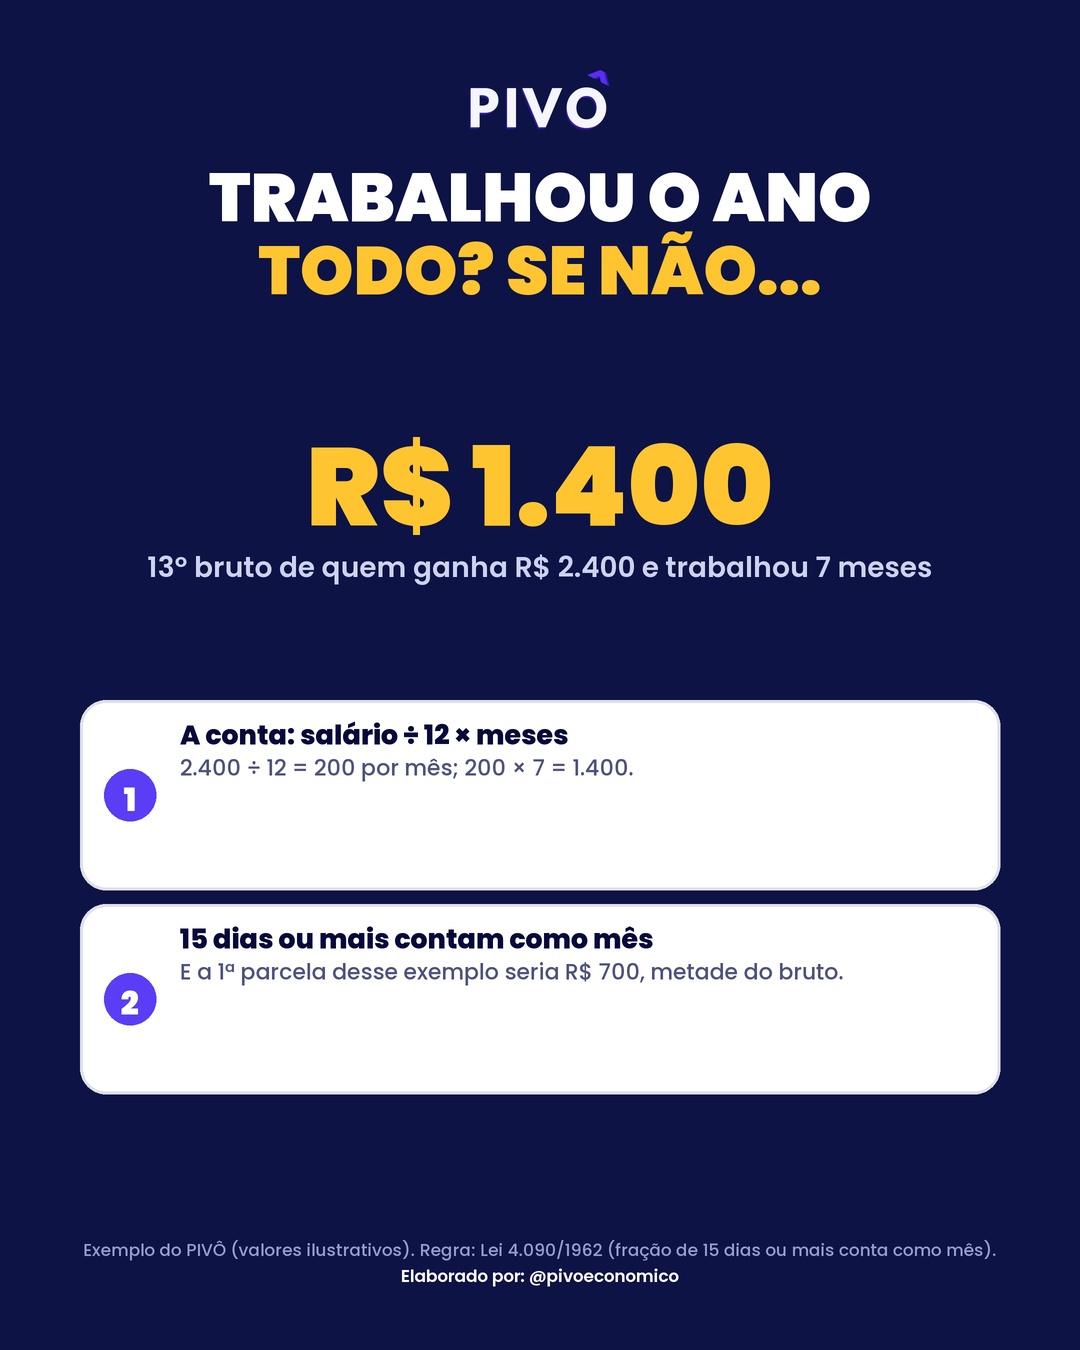 PIVÔ
TRABALHOU O ANO
TODO? SE NÃO...
R$ 1.400
13º bruto de quem ganha R$ 2.400 e trabalhou 7 meses
A conta: salário ÷ 12 × meses
2.400 ÷ 12 = 200 por mês; 200 × 7 = 1.400.
1
15 dias ou mais contam como mês
E a 1ª parcela desse exemplo seria R$ 700, metade do bruto.
2
Exemplo do PIVÔ (valores ilustrativos). Regra: Lei 4.090/1962 (fração de 15 dias ou mais conta como mês).
Elaborado por: @pivoeconomico